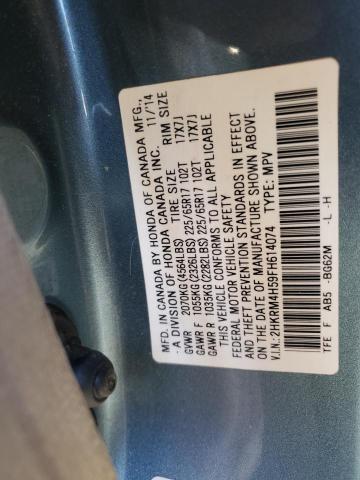 MFD. IN CANADA BY HONDA OF CANADA MFG.,
- A DIVISION OF HONDA CANADA INC. 11/14
TIRE SIZE RIM SIZE
GVWR 2070KG(4564LBS)
GAWR F 1055KG(2326LBS) 225/65R17 102T 17X7J
GAWR R 1035KG(2282LBS) 225/65R17 102T 17X7J
THIS VEHICLE CONFORMS TO ALL APPLICABLE
FEDERAL MOTOR VEHICLE SAFETY
AND THEFT PREVENTION STANDARDS IN EFFECT
ON THE DATE OF MANUFACTURE SHOWN ABOVE.
V.I.N.: 2HKRM4H59FH614074 TYPE: MPV
TFE F AB5 -BG62M -L -H